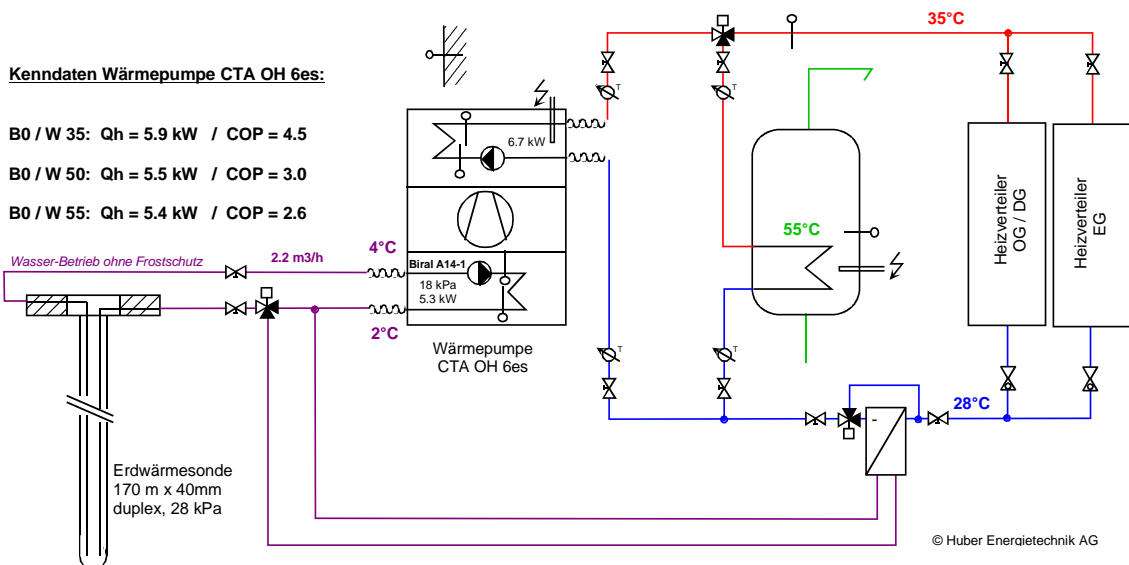 Kenndaten Wärmepumpe CTA OH 6es:
B0 / W 35: Qh = 5.9 kW / COP = 4.5
B0 / W 50: Qh = 5.5 kW / COP = 3.0
B0 / W 55: Qh = 5.4 kW / COP = 2.6
Wasser-Betrieb ohne Frostschutz
2.2 m3/h
4°C
2°C
6.7 kW
Biral A14-1
18 kPa
5.3 kW
Wärmepumpe
CTA OH 6es
Erdwärmesonde
170 m x 40mm
duplex, 28 kPa
T
T
T
T
35°C
55°C
28°C
-
Heizverteiler
OG / DG
Heizverteiler
EG
© Huber Energietechnik AG